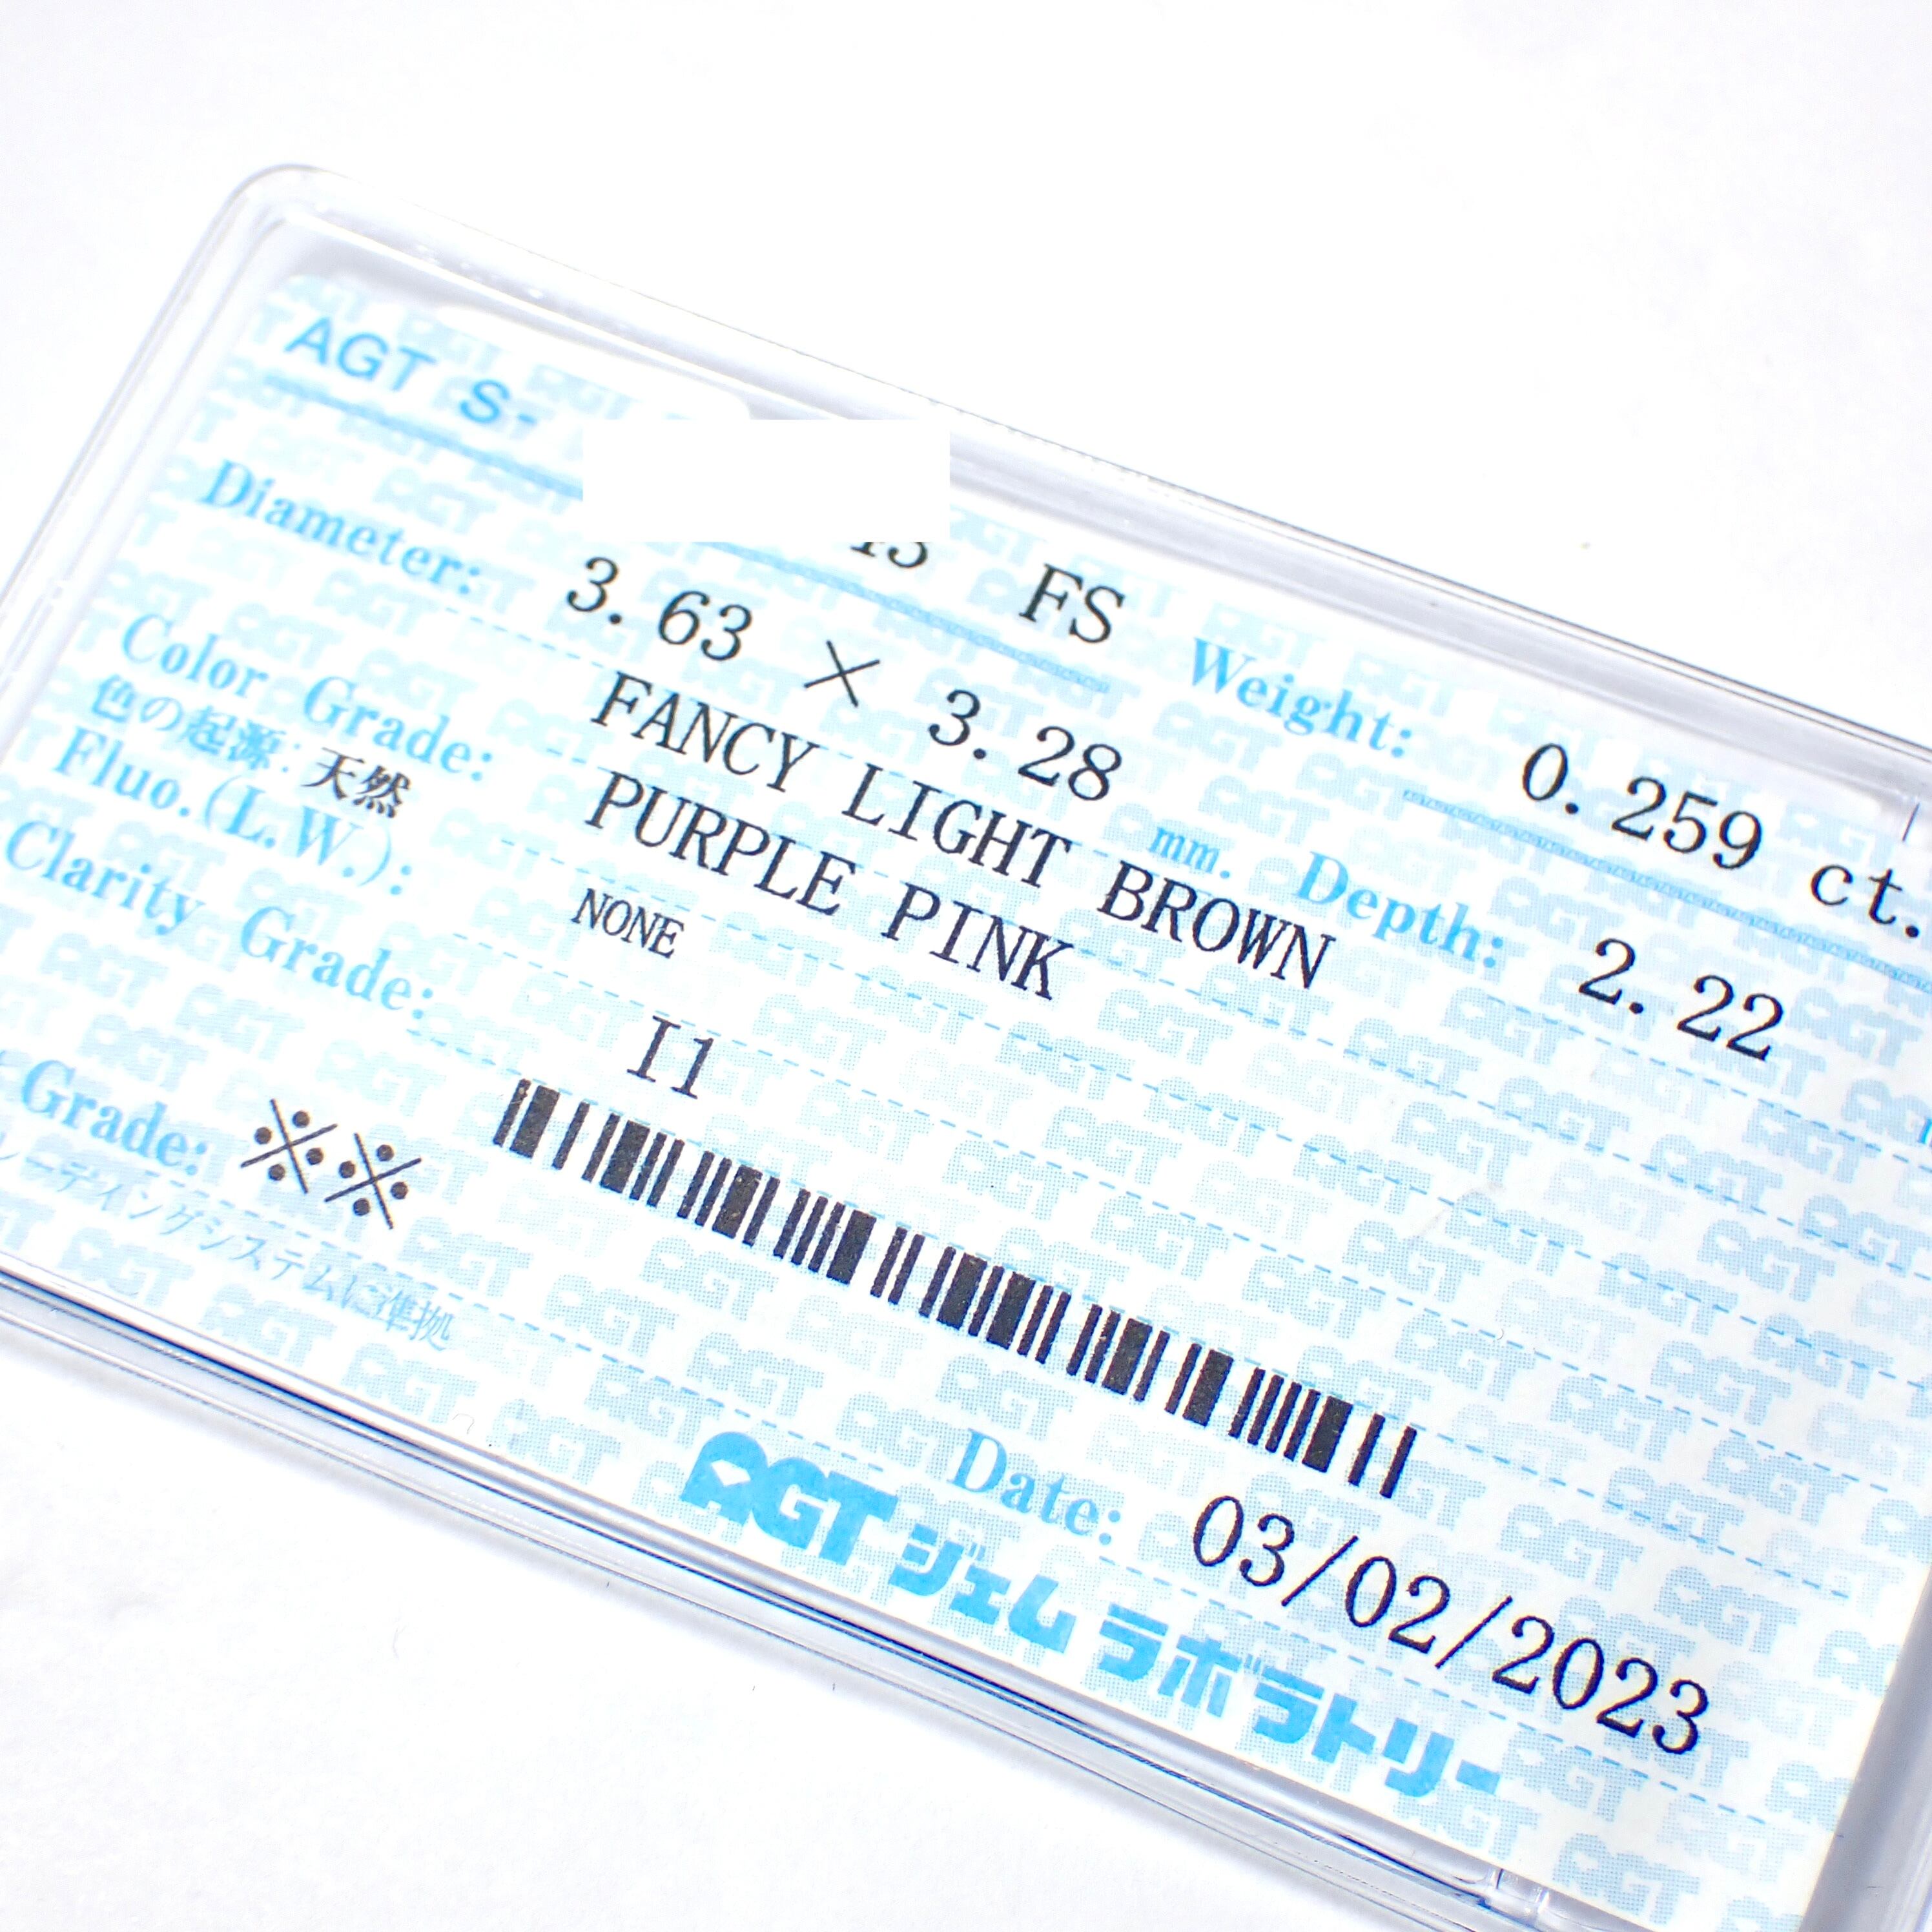 AGT S-
FS Weight: 0.259 ct.
Diameter: 3.63 × 3.28 mm. Depth: 2.22
Color Grade: FANCY LIGHT BROWN
色の起源: 天然 PURPLE PINK
Fluo.(L.W.): NONE
Clarity Grade: I1
Grade: ※※
ディングシステムに準拠
Date: 03/02/2023
AGT ジェム ラボラトリー